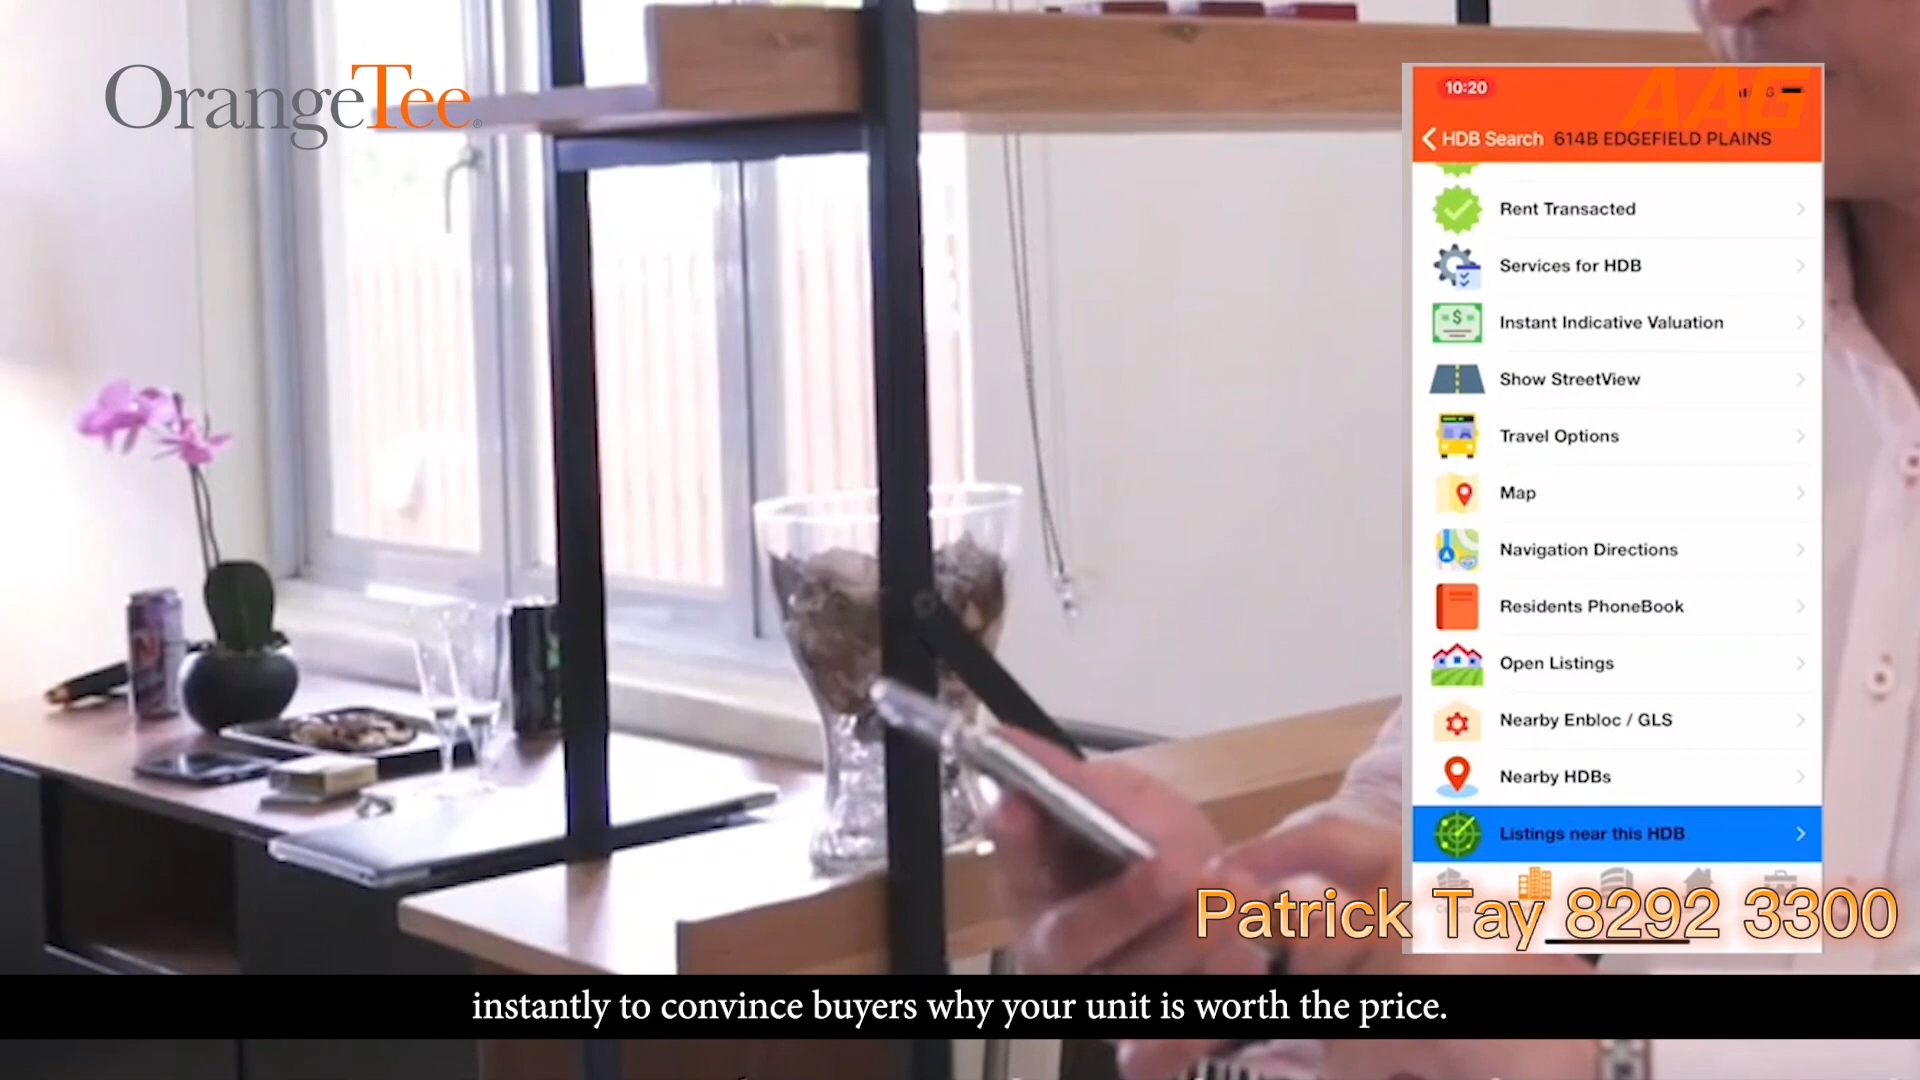 OrangeTee
AAG
10:20
HDB Search 614B EDGEFIELD PLAINS
Rent Transacted
Services for HDB
Instant Indicative Valuation
Show StreetView
Travel Options
Map
Navigation Directions
Residents PhoneBook
Open Listings
Nearby Enbloc / GLS
Nearby HDBs
Listings near this HDB
Patrick Tay 8292 3300
instantly to convince buyers why your unit is worth the price.